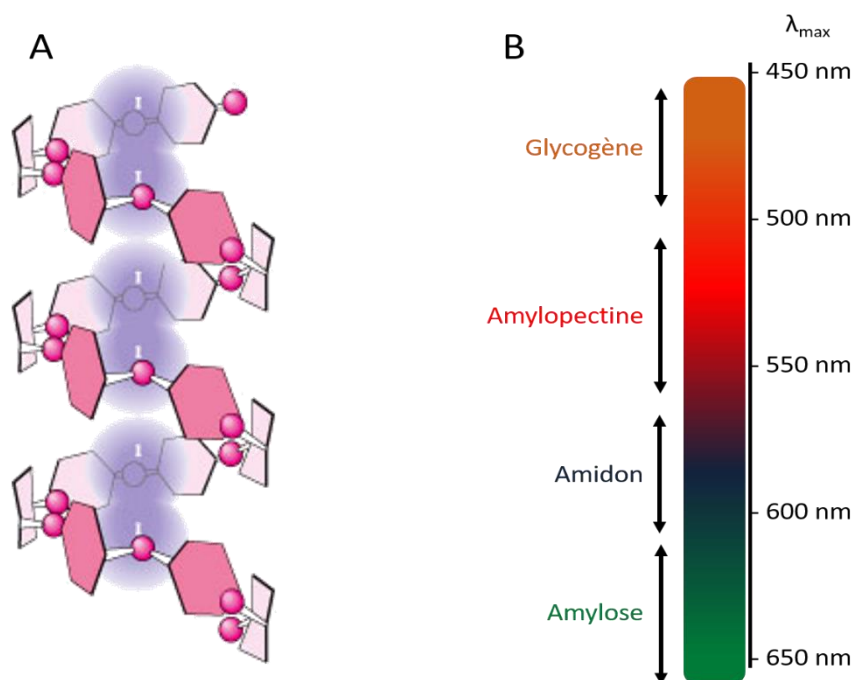 A
I
I
I
I
I
I
B
λmax
450 nm
Glycogène
500 nm
Amylopectine
550 nm
Amidon
600 nm
Amylose
650 nm